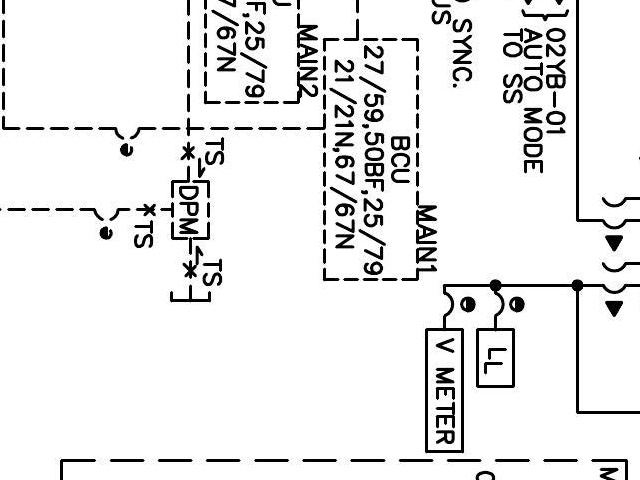 SYNC.
02YB-01
AUTO MODE
TO SS
MAIN2
F,25/79
7/67N
MAIN1
BCU
27/59,50BF,25/79
21/21N,67/67N
TS
DPM
TS
TS
LL
V METER